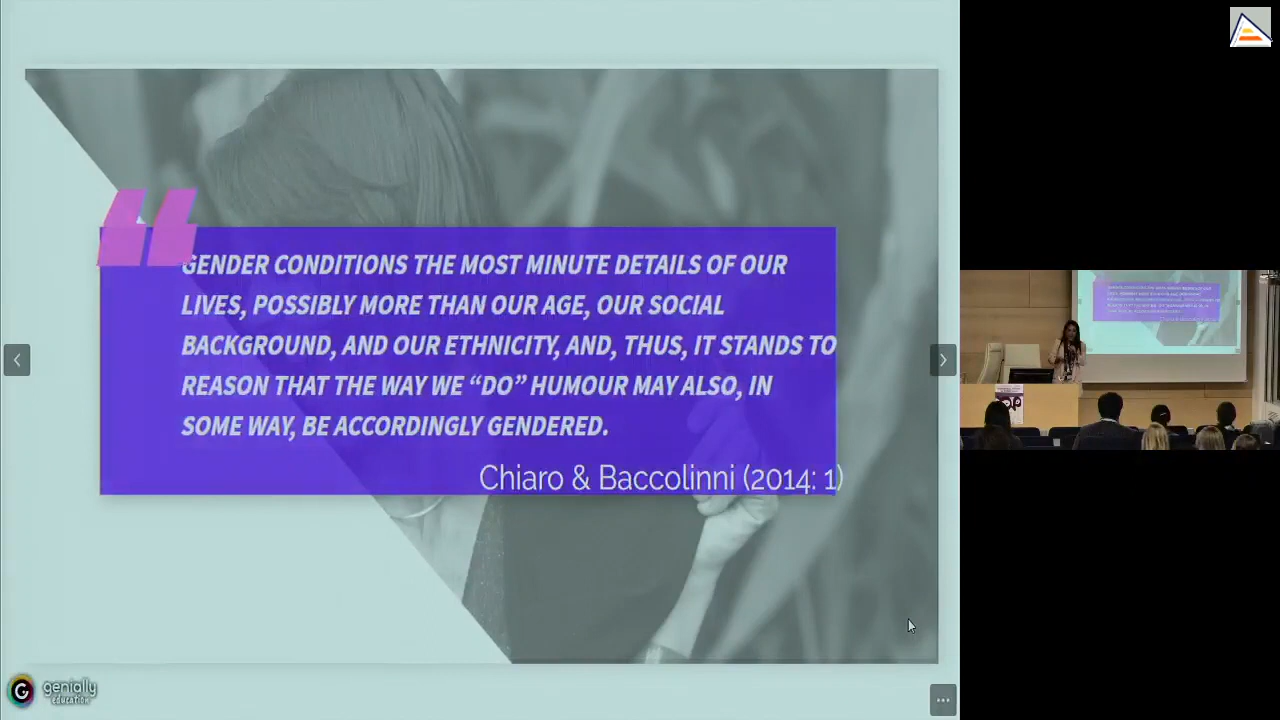 GENDER CONDITIONS THE MOST MINUTE DETAILS OF OUR
LIVES, POSSIBLY MORE THAN OUR AGE, OUR SOCIAL
BACKGROUND, AND OUR ETHNICITY, AND, THUS, IT STANDS TO
REASON THAT THE WAY WE “DO” HUMOUR MAY ALSO, IN
SOME WAY, BE ACCORDINGLY GENDERED.
Chiaro & Baccolinni (2014: 1)
genially
EDUCATION